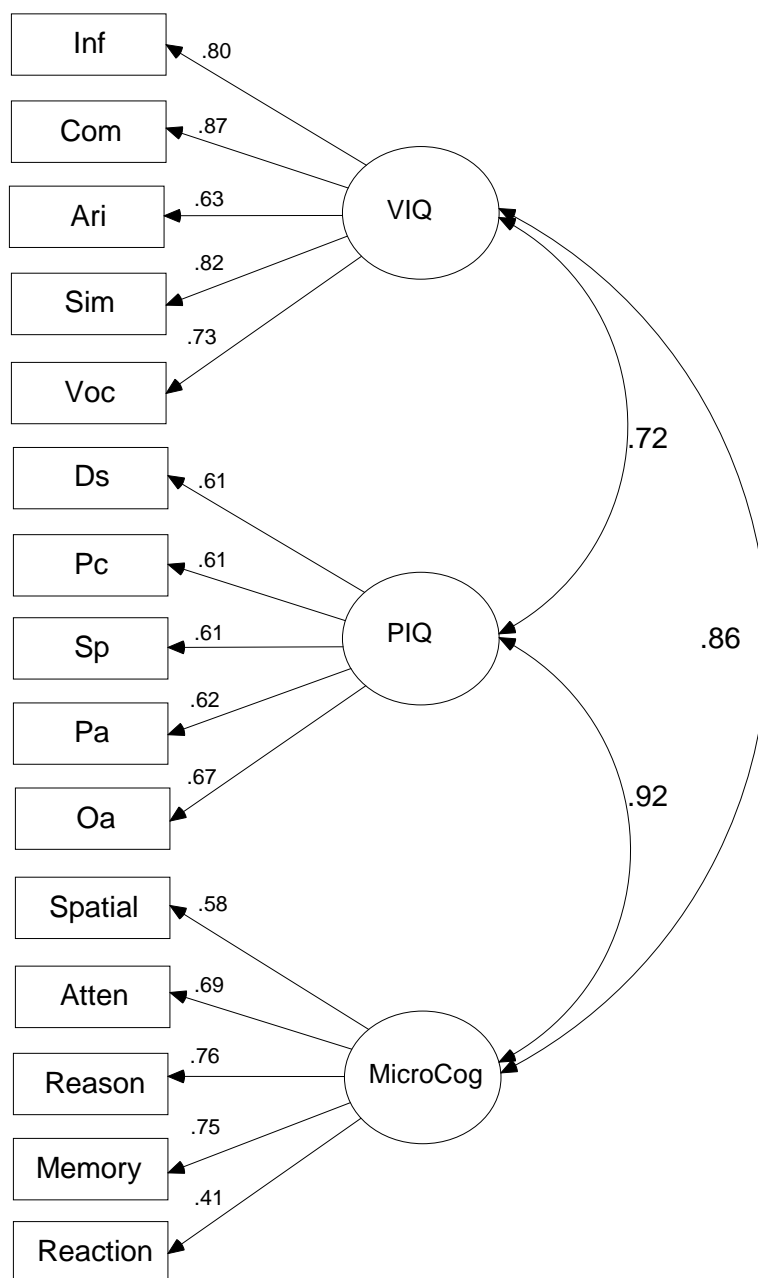 Inf
.80
Com
.87
Ari
.63
VIQ
Sim
.82
Voc
.73
.72
Ds
.61
Pc
.61
Sp
.61
PIQ
.86
Pa
.62
Oa
.67
.92
Spatial
.58
Atten
.69
Reason
.76
MicroCog
Memory
.75
Reaction
.41